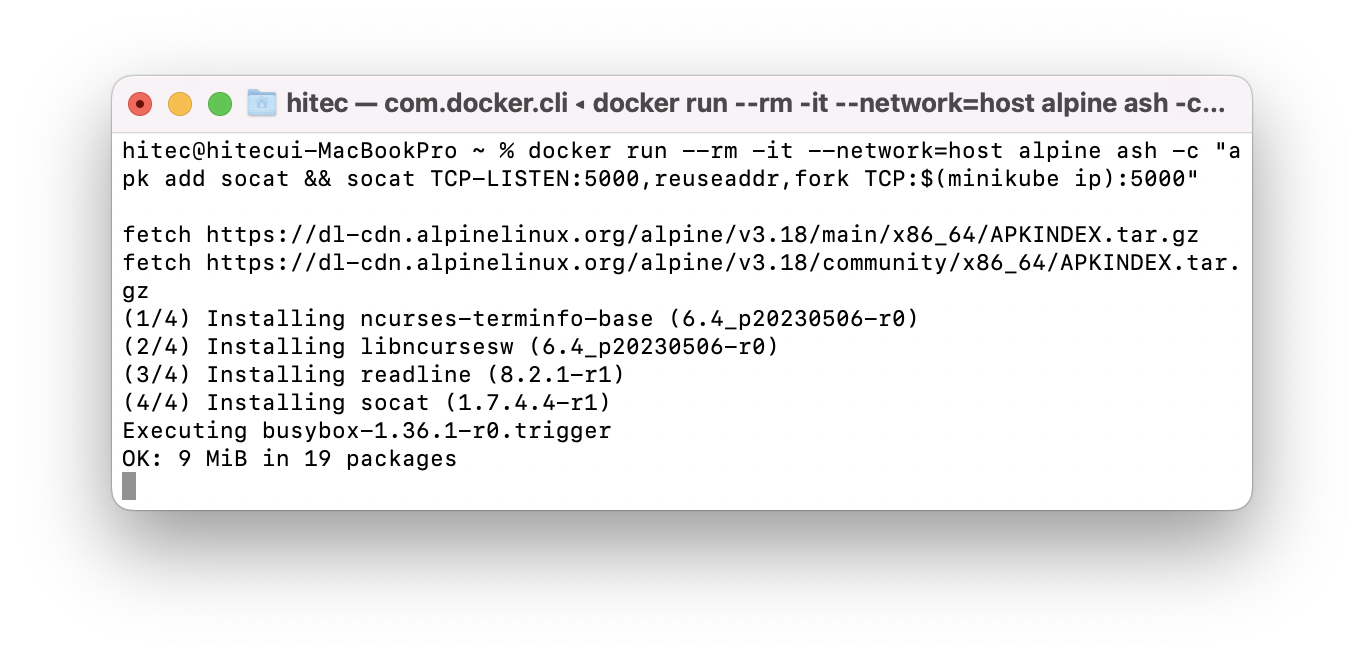 hitec — com.docker.cli ◂ docker run --rm -it --network=host alpine ash -c...
hitec@hitecui-MacBookPro ~ % docker run --rm -it --network=host alpine ash -c "a
pk add socat && socat TCP-LISTEN:5000,reuseaddr,fork TCP:$(minikube ip):5000"
fetch https://dl-cdn.alpinelinux.org/alpine/v3.18/main/x86_64/APKINDEX.tar.gz
fetch https://dl-cdn.alpinelinux.org/alpine/v3.18/community/x86_64/APKINDEX.tar.
gz
(1/4) Installing ncurses-terminfo-base (6.4_p20230506-r0)
(2/4) Installing libncursesw (6.4_p20230506-r0)
(3/4) Installing readline (8.2.1-r1)
(4/4) Installing socat (1.7.4.4-r1)
Executing busybox-1.36.1-r0.trigger
OK: 9 MiB in 19 packages